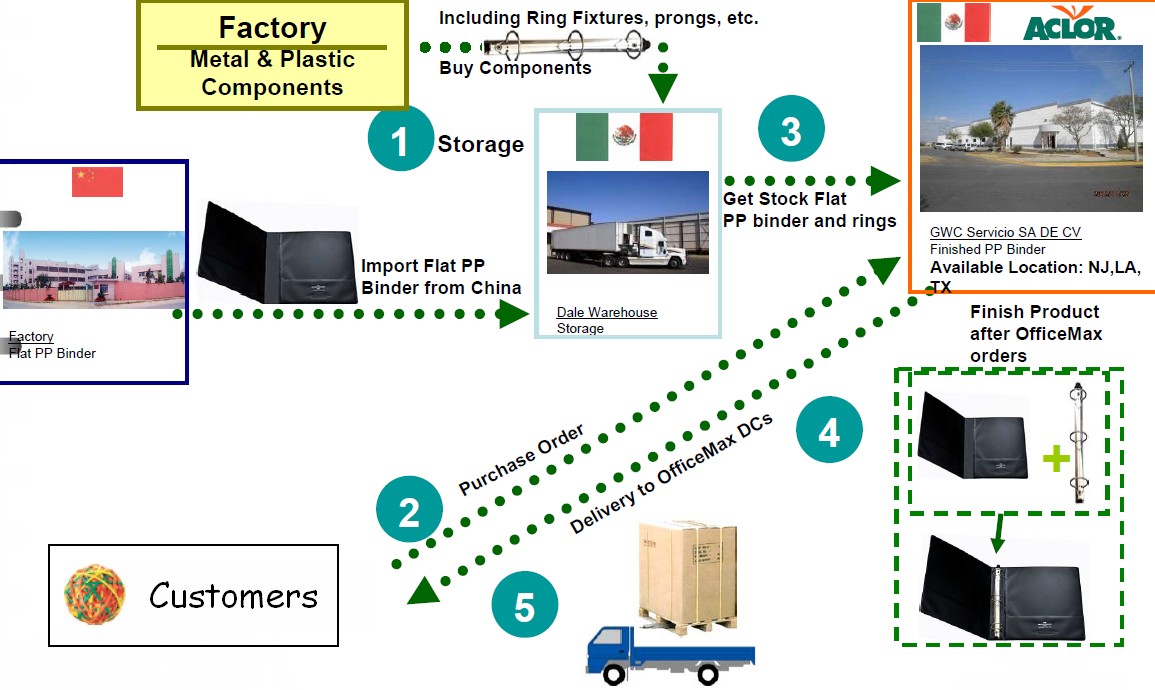 Factory
Metal & Plastic
Components
Including Ring Fixtures, prongs, etc.
Buy Components
1
Storage
3
Get Stock Flat
PP binder and rings
ACLOR®
GWC Servicio SA DE CV
Finished PP Binder
Available Location: NJ,LA,
TX
Factory
Flat PP Binder
Import Flat PP
Binder from China
Dale Warehouse
Storage
Finish Product
after OfficeMax
orders
+
4
2
Purchase Order
Delivery to OfficeMax DCs
5
Customers